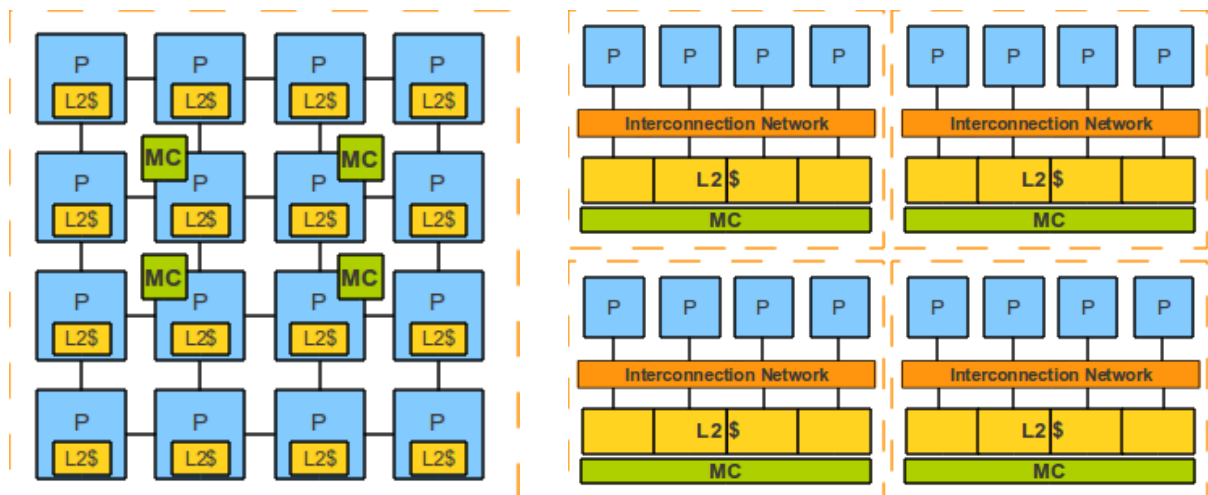 P P P P
L2$ L2$ L2$ L2$
MC MC
P P P P
L2$ L2$ L2$ L2$
MC MC
P P P P
L2$ L2$ L2$ L2$
P P P P
L2$ L2$ L2$ L2$
P P P P
Interconnection Network
L2 $
MC
P P P P
Interconnection Network
L2 $
MC
P P P P
Interconnection Network
L2 $
MC
P P P P
Interconnection Network
L2 $
MC